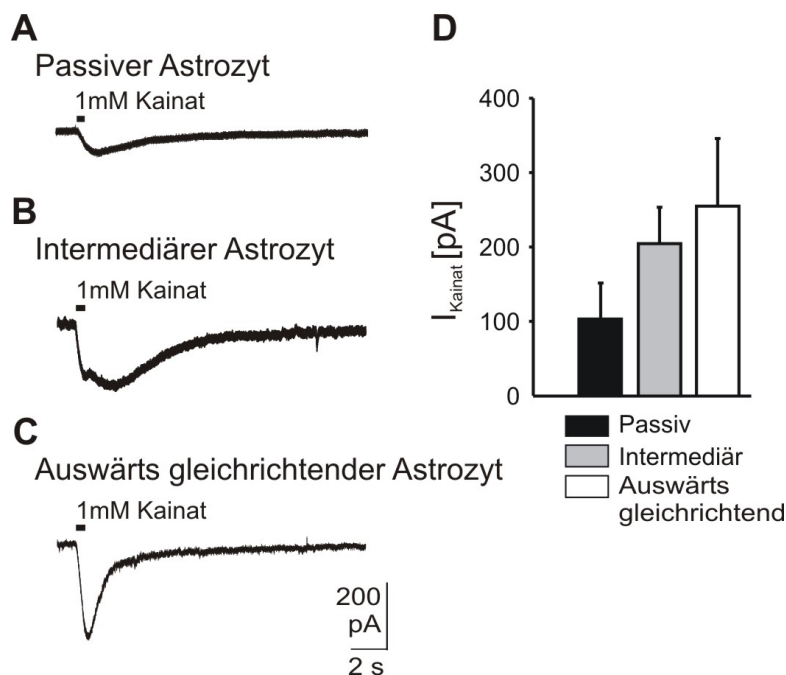 A
Passiver Astrozyt
1mM Kainat
B
Intermediärer Astrozyt
1mM Kainat
C
Auswärts gleichrichtender Astrozyt
1mM Kainat
200
pA
2 s
D
I Kainat [pA]
400
300
200
100
0
Passiv
Intermediär
Auswärts
gleichrichtend